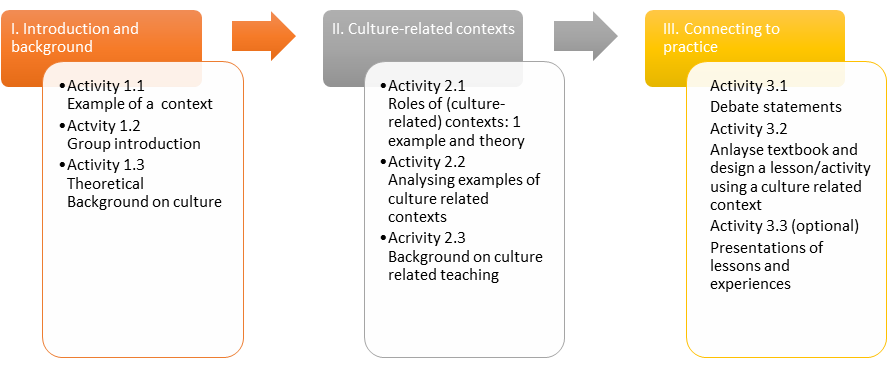 I. Introduction and
background
•Activity 1.1
Example of a context
•Actvity 1.2
Group introduction
•Activity 1.3
Theoretical
Background on culture
II. Culture-related contexts
•Activity 2.1
Roles of (culture-
related) contexts: 1
example and theory
•Activity 2.2
Analysing examples of
culture related
contexts
•Acrivity 2.3
Background on culture
related teaching
III. Connecting to
practice
Activity 3.1
Debate statements
Activity 3.2
Anlayse textbook and
design a lesson/activity
using a culture related
context
Activity 3.3 (optional)
Presentations of
lessons and
experiences